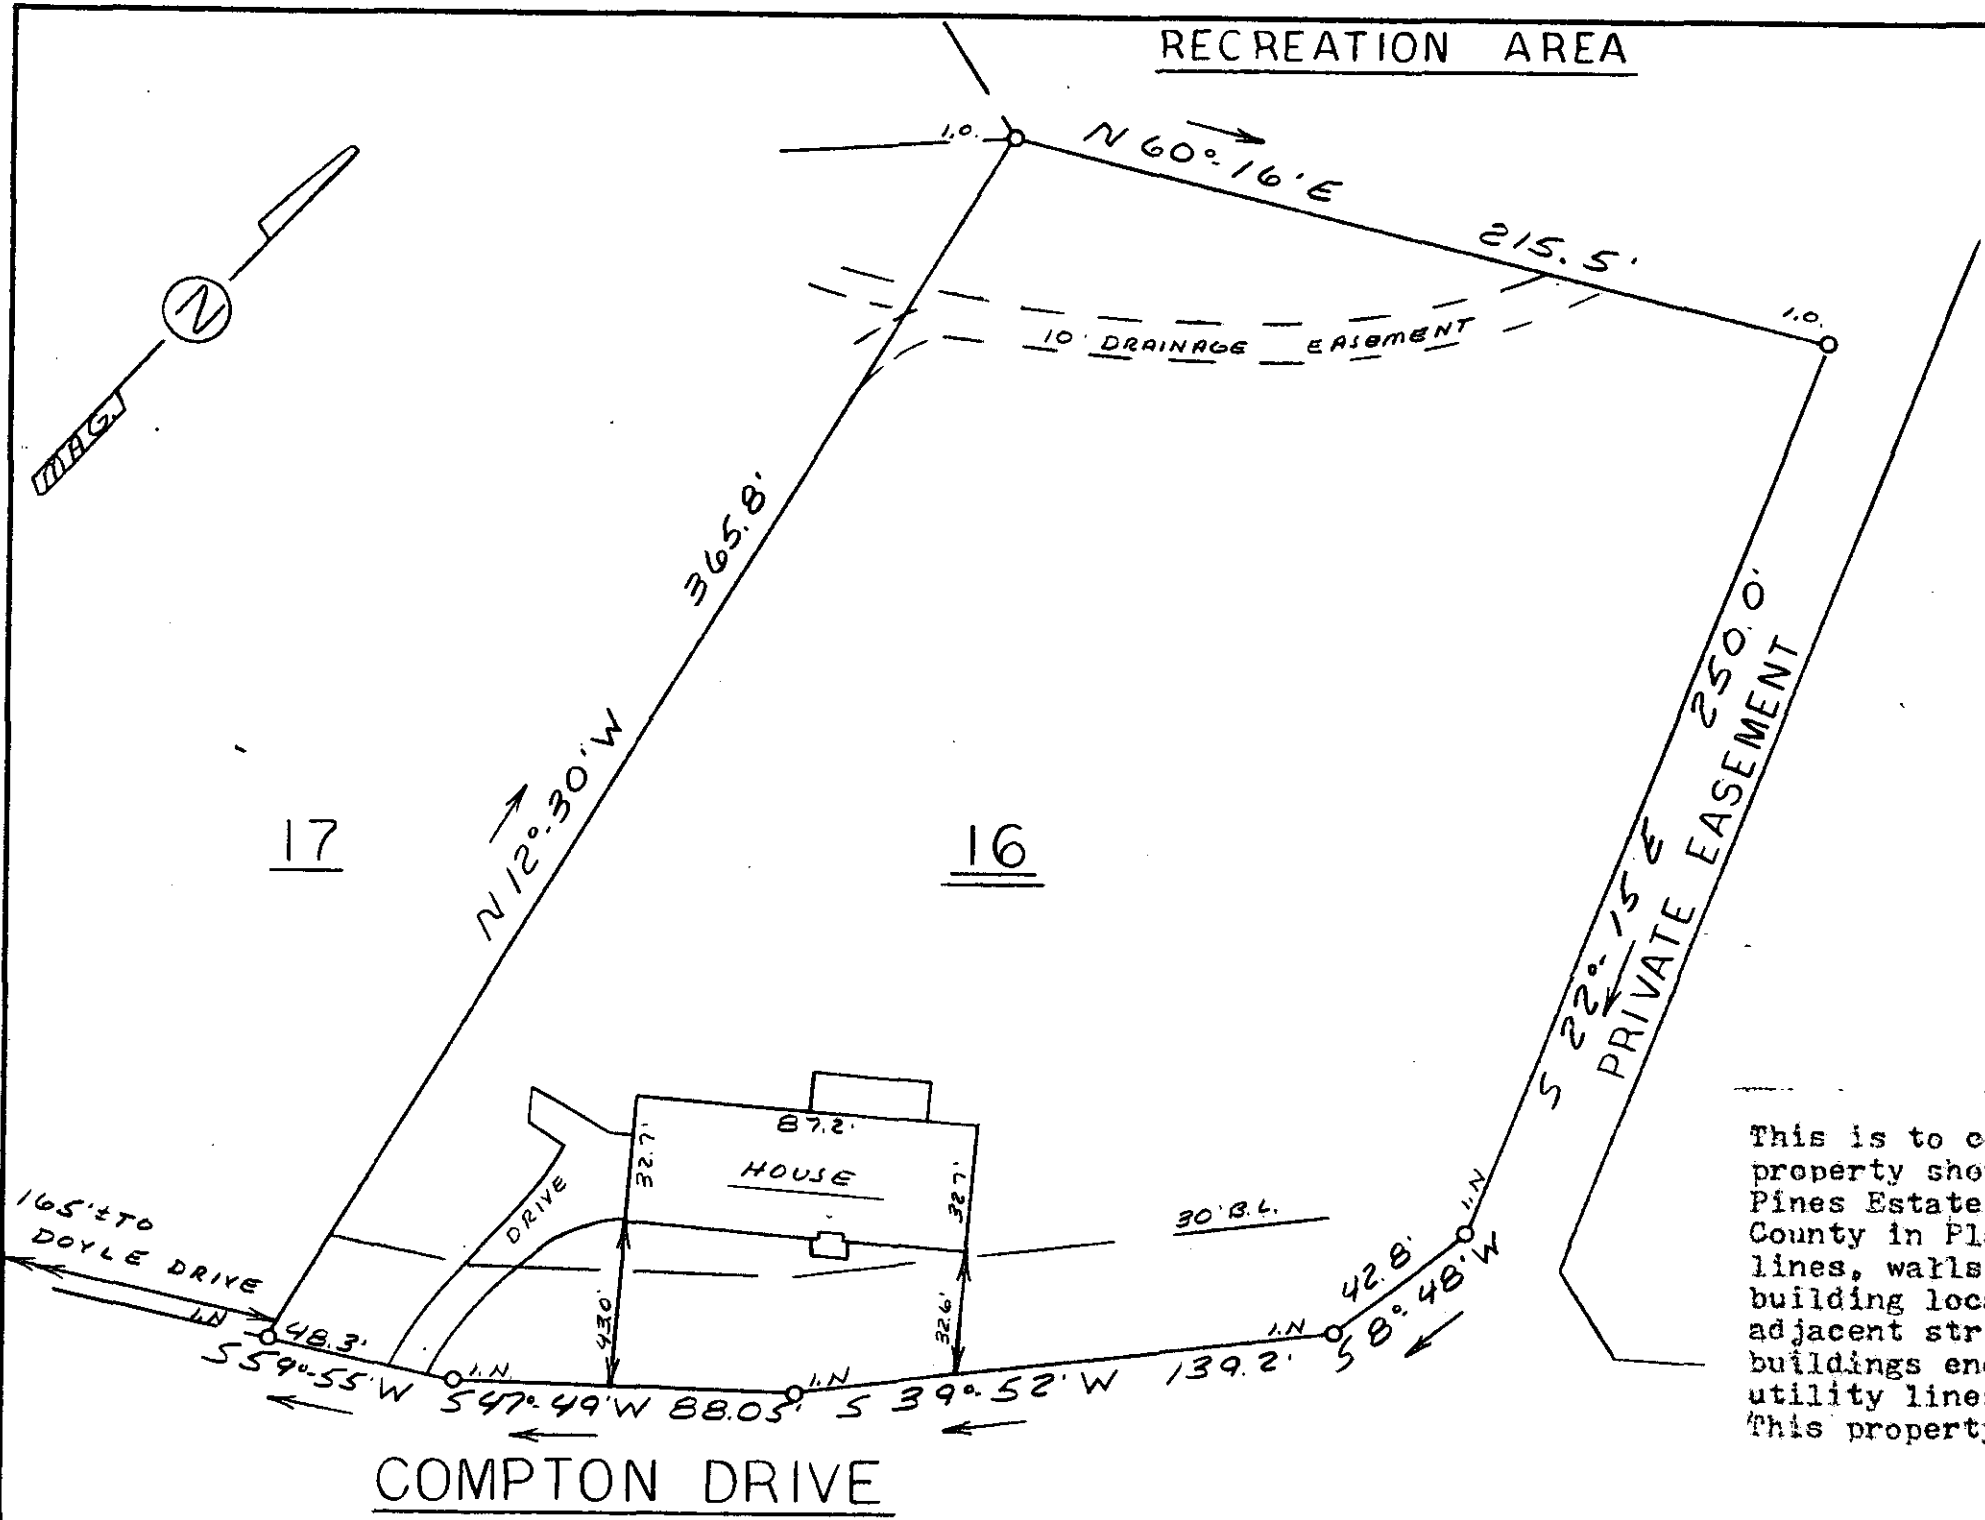 RECREATION AREA
I.O.
N 60°-16' E
215.5'
I.O.
N
MAG.
10' DRAINAGE EASEMENT
365.8'
N 12°-30' W
250.0'
S 22°-15 E
PRIVATE EASEMENT
17
16
87.2'
32.7'
HOUSE
32.7'
DRIVE
30' B.L.
165'± TO
DOYLE DRIVE
I.N
48.3'
S 59°-55' W
43.0'
32.6'
I.N
S 47°-49' W 88.05'
I.N
S 39°-52' W 139.2'
I.N
42.8'
S 8°-48' W
I.N
COMPTON DRIVE
This is to c
property sho
Pines Estate
County in Pl
lines, walls
building loc
adjacent str
buildings en
utility line
This property